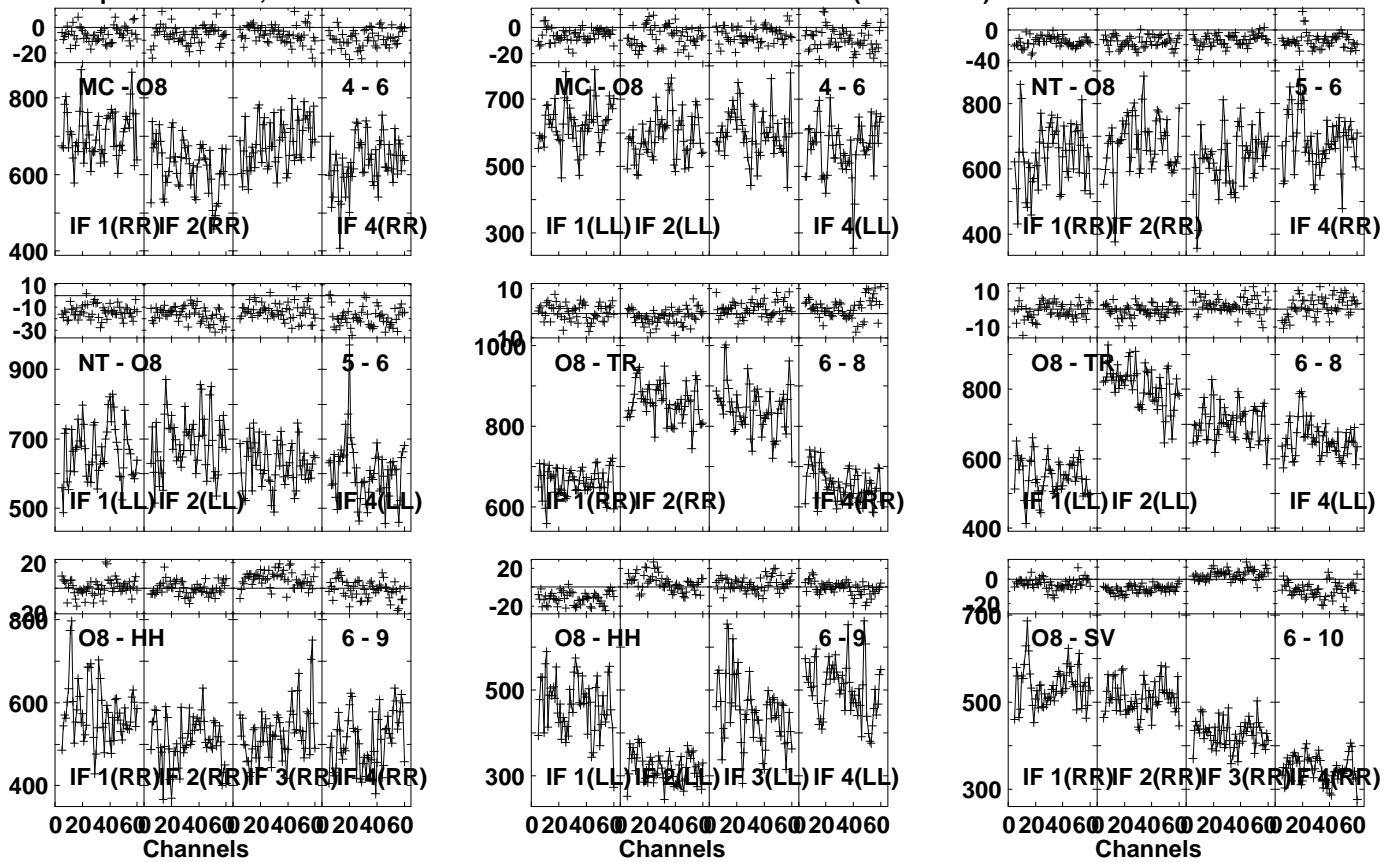 0
-20
MC - O8
4 - 6
800
600
400
IF 1(RR)
IF 2(RR)
IF 4(RR)
0
-20
MC - O8
4 - 6
700
500
300
IF 1(LL)
IF 2(LL)
IF 4(LL)
0
-40
NT - O8
5 - 6
800
600
400
IF 1(RR)
IF 2(RR)
IF 4(RR)
10
-10
-30
NT - O8
5 - 6
900
700
500
IF 1(LL)
IF 2(LL)
IF 4(LL)
10
-10
1000
O8 - TR
6 - 8
800
600
IF 1(RR)
IF 2(RR)
IF 4(RR)
10
-10
O8 - TR
6 - 8
800
600
400
IF 1(LL)
IF 2(LL)
IF 4(LL)
20
-20
800
O8 - HH
6 - 9
600
400
IF 1(RR)
IF 2(RR)
IF 3(RR)
IF 4(RR)
0 204060
0 204060
0 204060
0 204060
Channels
20
0
-20
O8 - HH
6 - 9
500
300
IF 1(LL)
IF 2(LL)
IF 3(LL)
IF 4(LL)
0 204060
0 204060
0 204060
0 204060
Channels
0
-20
700
O8 - SV
6 - 10
500
300
IF 1(RR)
IF 2(RR)
IF 3(RR)
IF 4(RR)
0 204060
0 204060
0 204060
0 204060
Channels